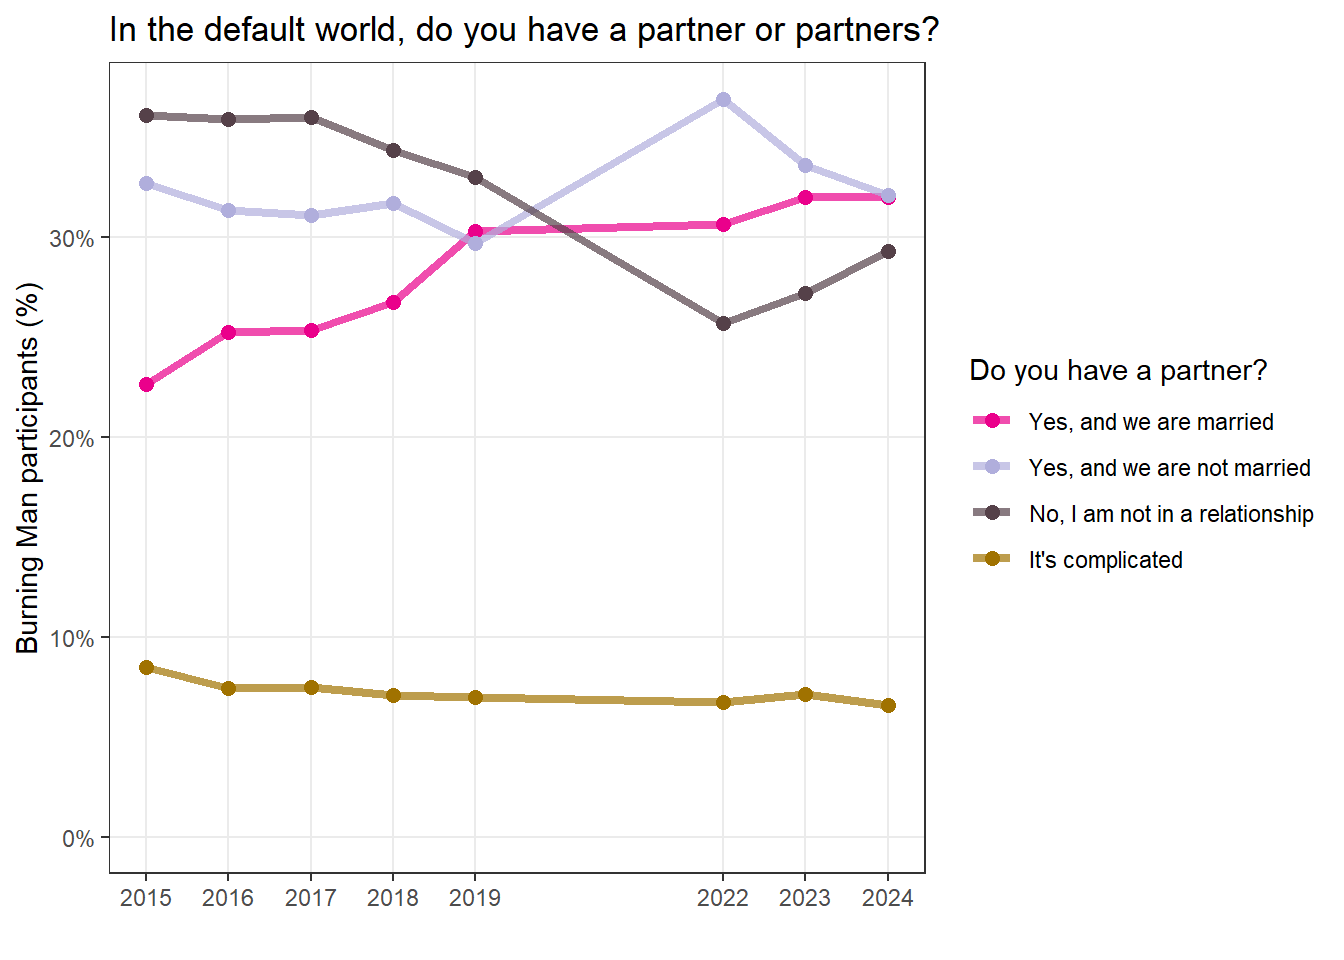 In the default world, do you have a partner or partners?
Burning Man participants (%)
30%
20%
10%
0%
2015 2016 2017 2018 2019 2022 2023 2024
Do you have a partner?
Yes, and we are married
Yes, and we are not married
No, I am not in a relationship
It's complicated